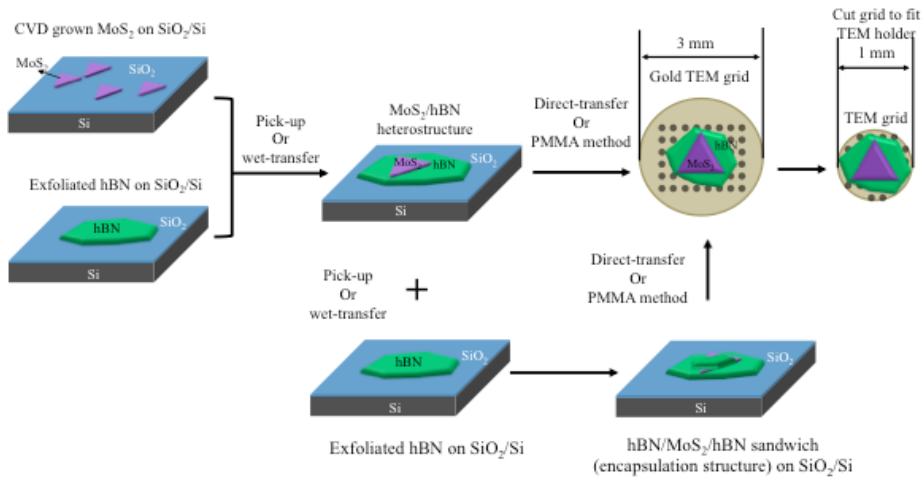 CVD grown MoS₂ on SiO₂/Si
MoS₂
SiO₂
Si
Exfoliated hBN on SiO₂/Si
hBN
SiO₂
Si
Pick-up
Or
wet-transfer
MoS₂/hBN
heterostructure
MoS₂
hBN
SiO₂
Si
Direct-transfer
Or
PMMA method
3 mm
Gold TEM grid
hBN
MoS₂
Cut grid to fit
TEM holder
1 mm
TEM grid
Pick-up
Or
wet-transfer
+
hBN
SiO₂
Si
Exfoliated hBN on SiO₂/Si
Direct-transfer
Or
PMMA method
SiO₂
Si
hBN/MoS₂/hBN sandwich
(encapsulation structure) on SiO₂/Si